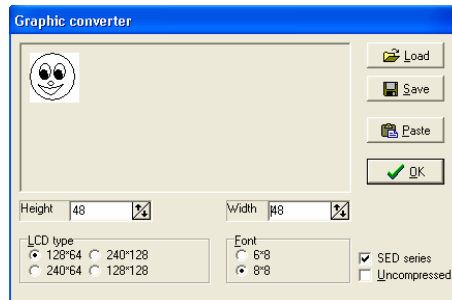 Graphic converter
Load
Save
Paste
OK
Height 48 Width 48
LCD type Font
128*64 240*128 6*8
240*64 128*128 8*8
SED series
Uncompressed